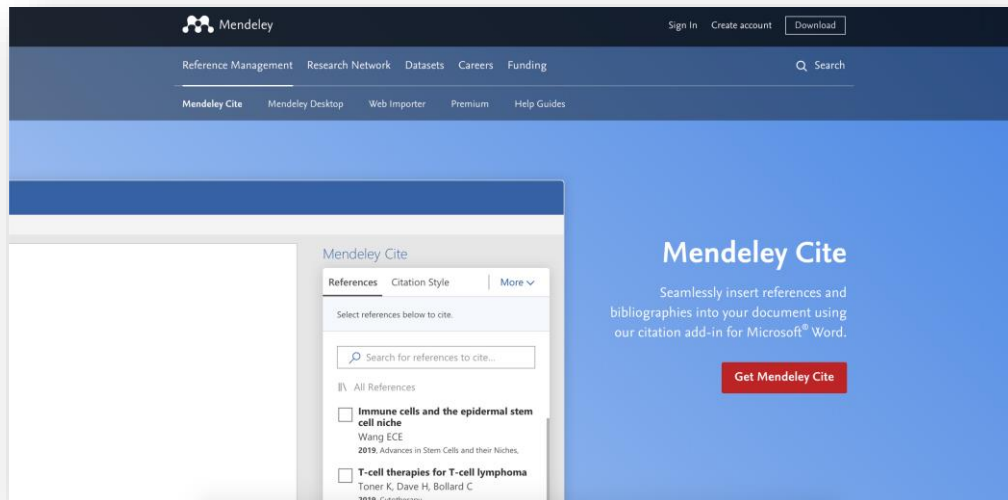 Mendeley
Sign In Create account Download
Reference Management Research Network Datasets Careers Funding Search
Mendeley Cite Mendeley Desktop Web Importer Premium Help Guides
Mendeley Cite
References Citation Style More
Select references below to cite.
Search for references to cite...
All References
Immune cells and the epidermal stem
cell niche
Wang ECE
2019, Advances in Stem Cells and their Niches,
T-cell therapies for T-cell lymphoma
Toner K, Dave H, Bollard C
2019, Cytotherapy
Mendeley Cite
Seamlessly insert references and
bibliographies into your document using
our citation add-in for Microsoft® Word.
Get Mendeley Cite